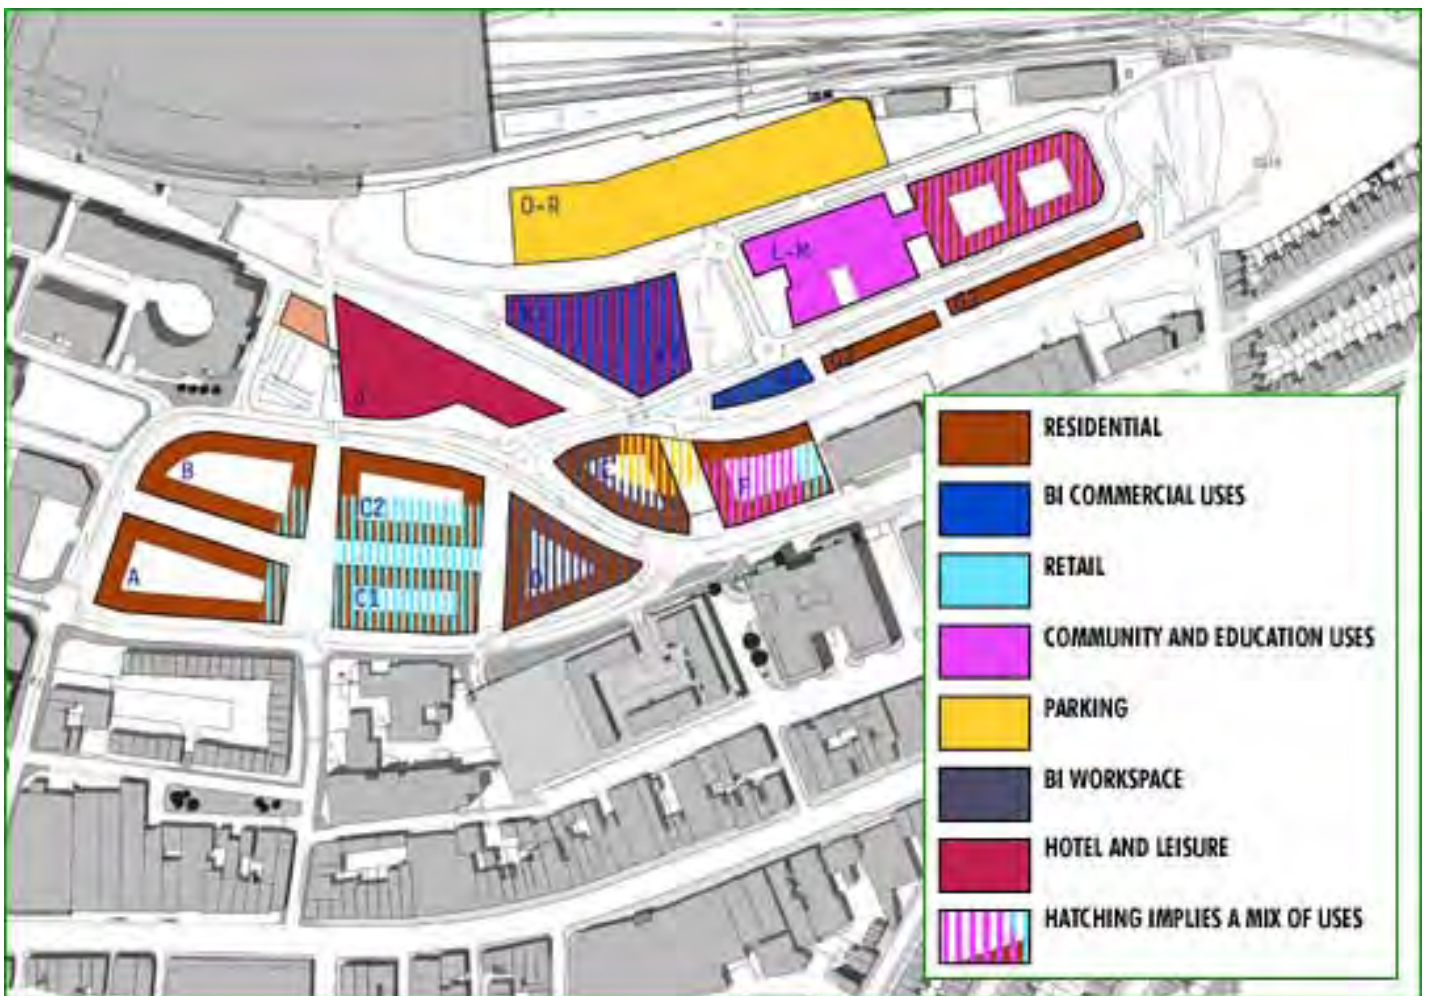 O-R
L-M
J
B
C2
E
F
A
C1
D
RESIDENTIAL
BI COMMERCIAL USES
RETAIL
COMMUNITY AND EDUCATION USES
PARKING
BI WORKSPACE
HOTEL AND LEISURE
HATCHING IMPLIES A MIX OF USES